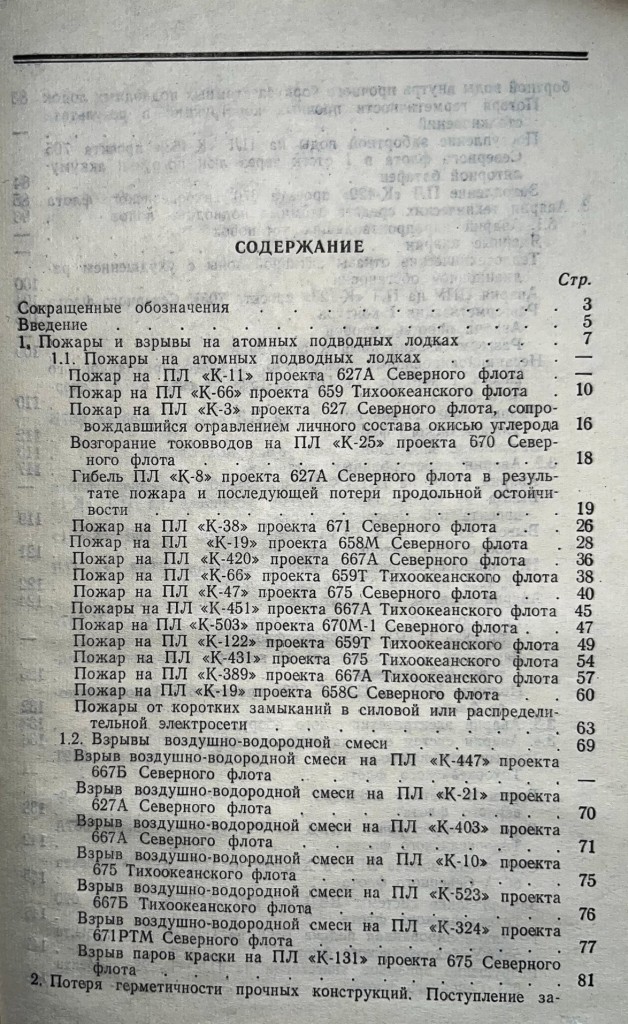 СОДЕРЖАНИЕ
Стр.
Сокращенные обозначения . . . . . . . . . . . 3
Введение . . . . . . . . . . . . . . . . 5
1. Пожары и взрывы на атомных подводных лодках . . . 7
1.1. Пожары на атомных подводных лодках . . . . —
Пожар на ПЛ «К-11» проекта 627А Северного флота . —
Пожар на ПЛ «К-66» проекта 659 Тихоокеанского флота . 10
Пожар на ПЛ «К-3» проекта 627 Северного флота, сопро-
вождавшийся отравлением личного состава окисью углерода 16
Возгорание токовводов на ПЛ «К-25» проекта 670 Север-
ного флота . . . . . . . . . . . . . 18
Гибель ПЛ «К-8» проекта 627А Северного флота в резуль-
тате пожара и последующей потери продольной остойчи-
вости . . . . . . . . . . . . . . 19
Пожар на ПЛ «К-38» проекта 671 Северного флота . . 26
Пожар на ПЛ «К-19» проекта 658М Северного флота . 28
Пожар на ПЛ «К-420» проекта 667А Северного флота . 36
Пожар на ПЛ «К-66» проекта 659Т Тихоокеанского флота 38
Пожар на ПЛ «К-47» проекта 675 Северного флота . . 40
Пожары на ПЛ «К-451» проекта 667А Тихоокеанского флота 45
Пожар на ПЛ «К-503» проекта 670М-1 Северного флота . . 47
Пожар на ПЛ «К-122» проекта 659Т Тихоокеанского флота 49
Пожар на ПЛ «К-431» проекта 675 Тихоокеанского флота 54
Пожар на ПЛ «К-389» проекта 667А Тихоокеанского флота 57
Пожар на ПЛ «К-19» проекта 658С Северного флота . . 60
Пожары от коротких замыканий в силовой или распредели-
тельной электросети . . . . . . . . . . . 63
1.2. Взрывы воздушно-водородной смеси . . . . . 69
Взрыв воздушно-водородной смеси на ПЛ «К-447» проекта
667Б Северного флота . . . . . . . . . . —
Взрыв воздушно-водородной смеси на ПЛ «К-21» проекта
627А Северного флота . . . . . . . . . . 70
Взрыв воздушно-водородной смеси на ПЛ «К-403» проекта
667А Северного флота . . . . . . . . . . 71
Взрыв воздушно-водородной смеси на ПЛ «К-10» проекта
675 Тихоокеанского флота . . . . . . . . . 75
Взрыв воздушно-водородной смеси на ПЛ «К-523» проекта
667Б Тихоокеанского флота . . . . . . . . . 76
Взрыв воздушно-водородной смеси на ПЛ «К-324» проекта
671РТМ Северного флота . . . . . . . . . 77
Взрыв паров краски на ПЛ «К-131» проекта 675 Северного
флота . . . . . . . . . . . . . . 81
2. Потеря герметичности прочных конструкций. Поступление за-